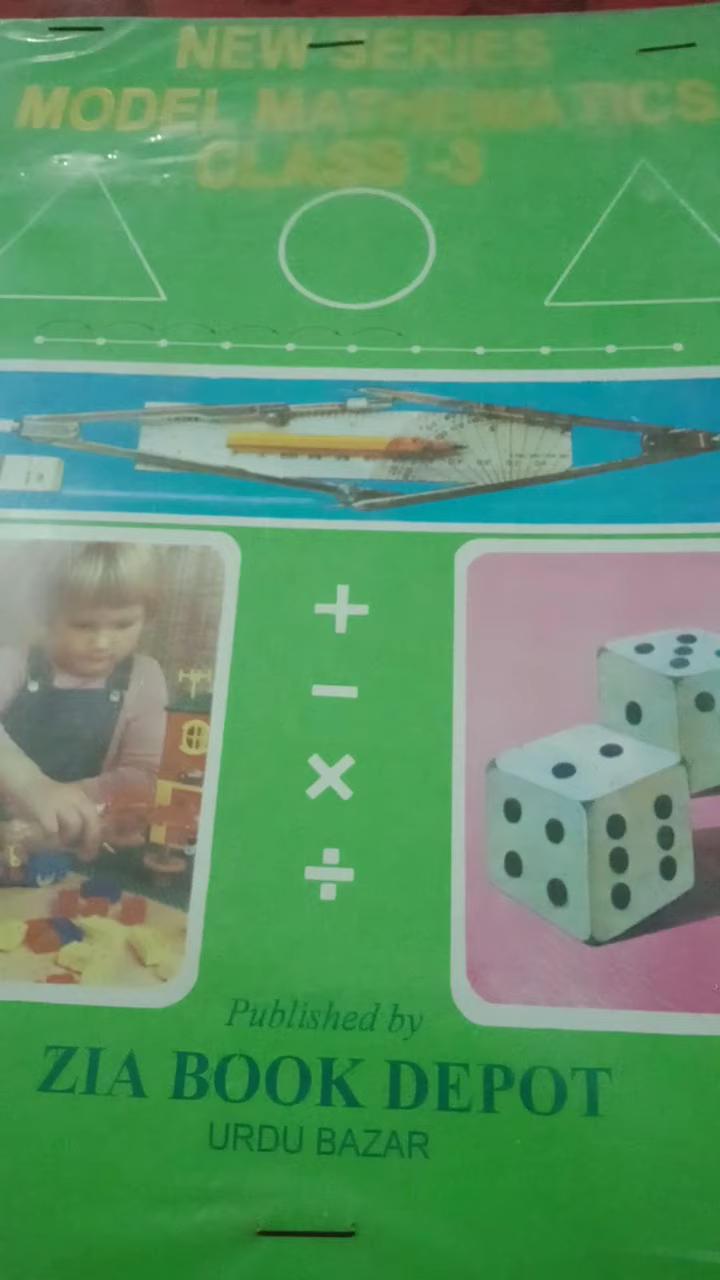 NEW SERIES
MODEL MATHEMATICS
CLASS -3
+
−
×
÷
Published by
ZIA BOOK DEPOT
URDU BAZAR